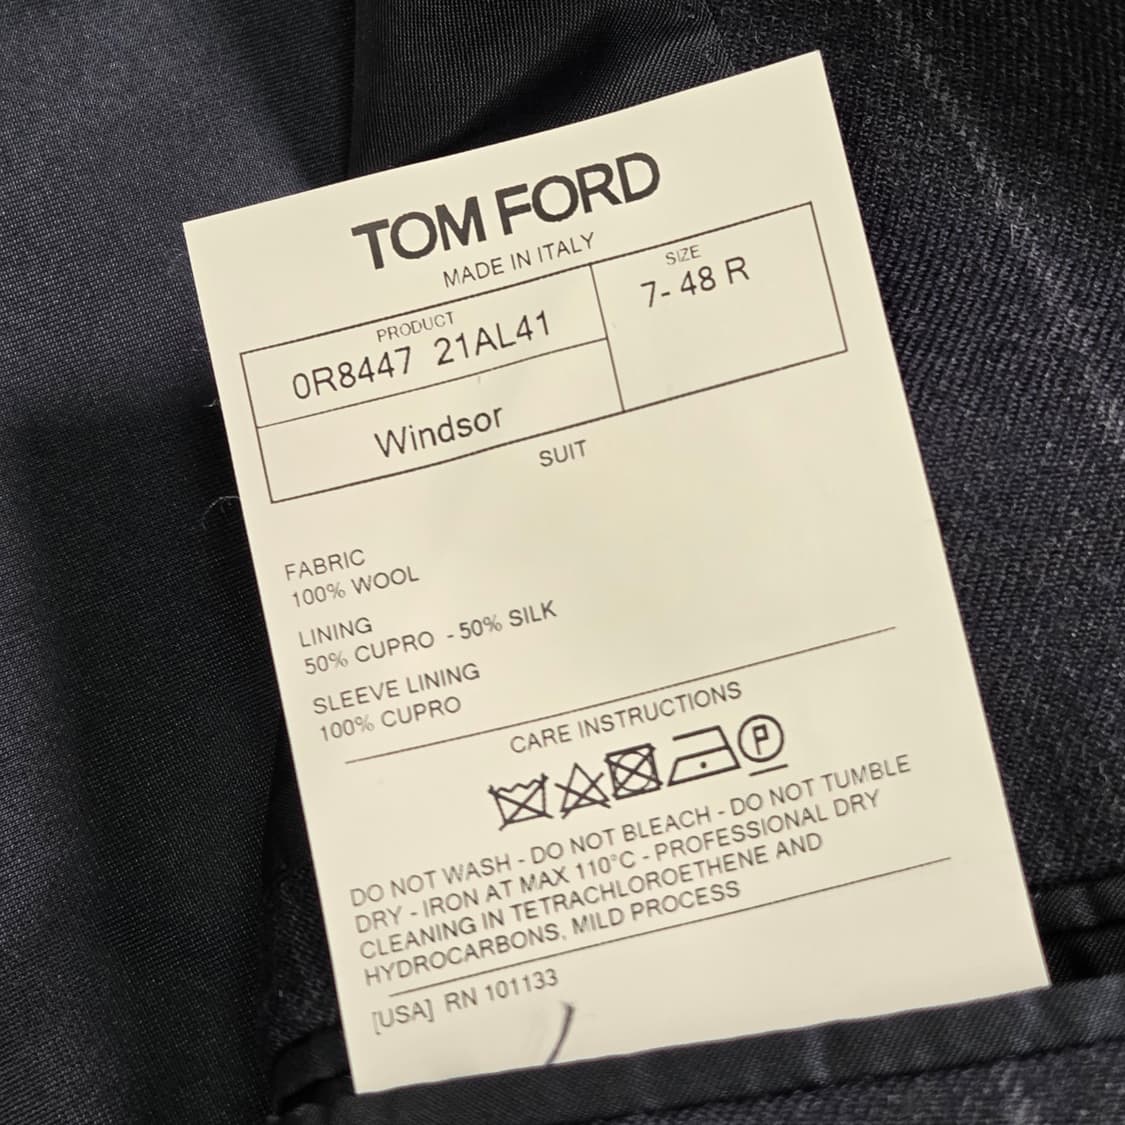 TOM FORD
MADE IN ITALY
PRODUCT
0R8447 21AL41
SIZE
7- 48 R
Windsor
SUIT
FABRIC
100% WOOL
LINING
50% CUPRO - 50% SILK
SLEEVE LINING
100% CUPRO
CARE INSTRUCTIONS
P
DO NOT WASH - DO NOT BLEACH - DO NOT TUMBLE
DRY - IRON AT MAX 110°C - PROFESSIONAL DRY
CLEANING IN TETRACHLOROETHENE AND
HYDROCARBONS, MILD PROCESS
[USA] RN 101133